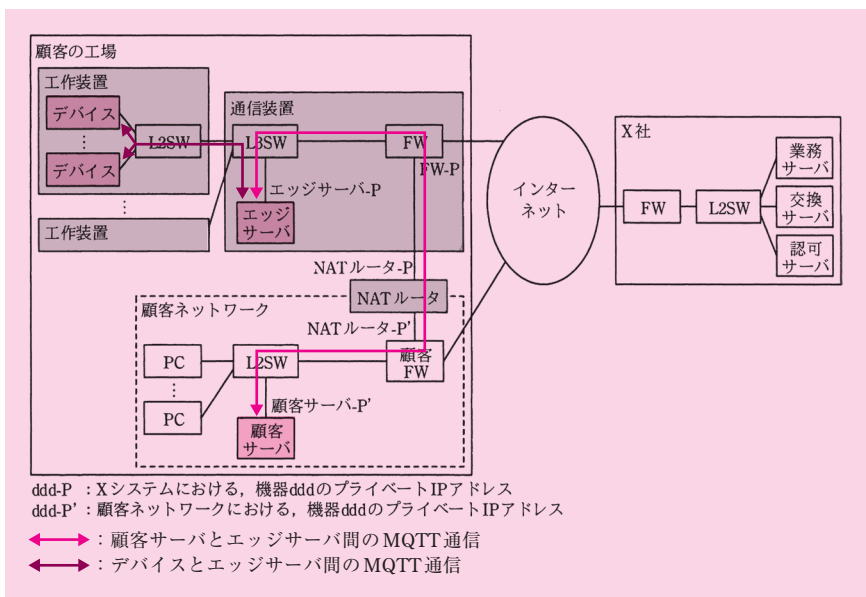 顧客の工場
工作装置
デバイス
⋮
デバイス
L2SW
⋮
工作装置
通信装置
L3SW
FW
FW-P
エッジサーバ-P
エッジ
サーバ
NATルータ-P
NATルータ
NATルータ-P’
顧客ネットワーク
PC
⋮
PC
L2SW
顧客
FW
顧客サーバ-P’
顧客
サーバ
インター
ネット
X社
FW
L2SW
業務
サーバ
交換
サーバ
認可
サーバ
ddd-P ：Xシステムにおける，機器dddのプライベートIPアドレス
ddd-P’：顧客ネットワークにおける，機器dddのプライベートIPアドレス
：顧客サーバとエッジサーバ間のMQTT通信
：デバイスとエッジサーバ間のMQTT通信